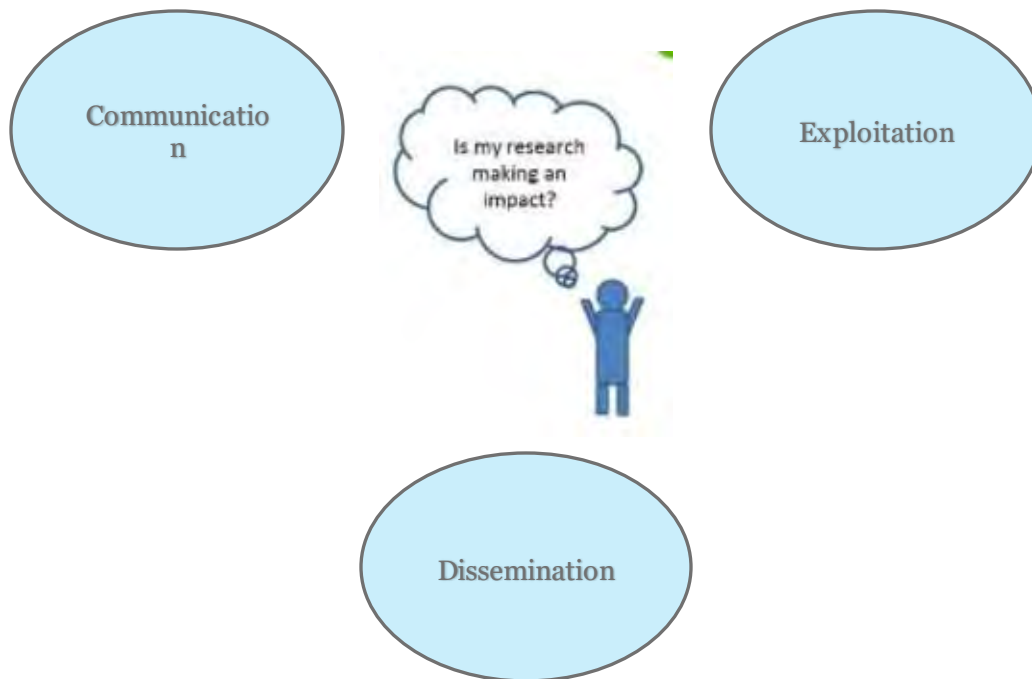 Communicatio
n
Is my research
making an
impact?
Exploitation
Dissemination